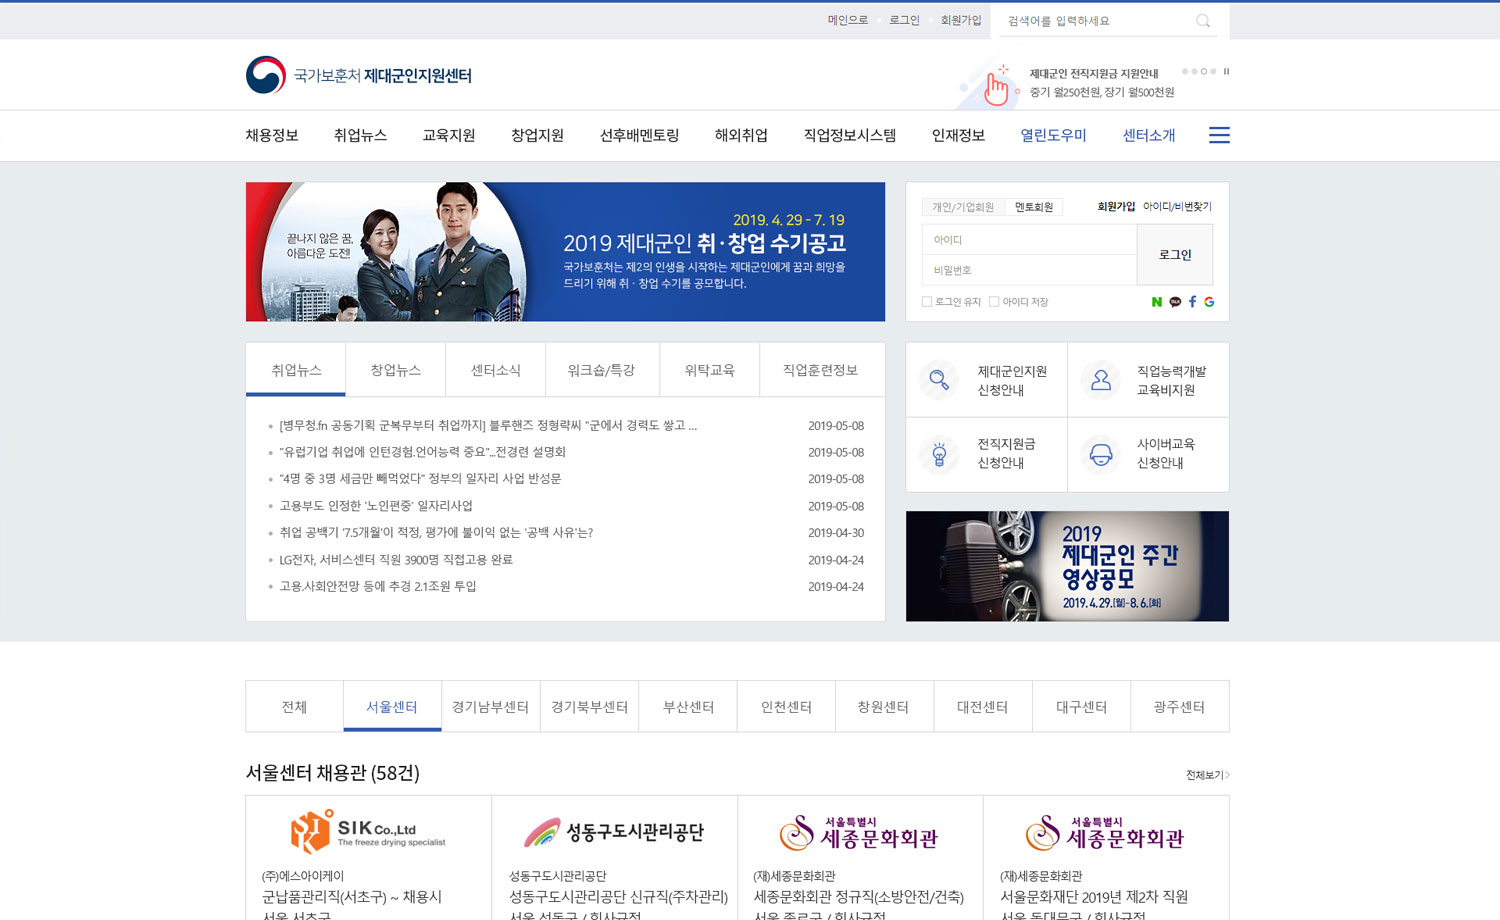 메인으로 로그인 회원가입 검색어를 입력하세요
국가보훈처 제대군인지원센터
제대군인 전직지원금 지원안내
중기 월250천원, 장기 월500천원
채용정보 취업뉴스 교육지원 창업지원 선후배멘토링 해외취업 직업정보시스템 인재정보 열린도우미 센터소개
끝나지 않은 꿈,
아름다운 도전!
2019. 4. 29 - 7. 19
2019 제대군인 취 · 창업 수기공고
국가보훈처는 제2의 인생을 시작하는 제대군인에게 꿈과 희망을
드리기 위해 취 · 창업 수기를 공모합니다.
개인/기업회원 멘토회원 회원가입 아이디/비번찾기
아이디
비밀번호
로그인
로그인 유지 아이디 저장
취업뉴스 창업뉴스 센터소식 워크숍/특강 위탁교육 직업훈련정보
[병무청.fn 공동기획 군복무부터 취업까지] 블루핸즈 정형략씨 "군에서 경력도 쌓고 ... 2019-05-08
"유럽기업 취업에 인턴경험.언어능력 중요"...전경련 설명회 2019-05-08
"4명 중 3명 세금만 빼먹었다" 정부의 일자리 사업 반성문 2019-05-08
고용부도 인정한 '노인편중' 일자리사업 2019-05-08
취업 공백기 '7.5개월'이 적정, 평가에 불이익 없는 '공백 사유'는? 2019-04-30
LG전자, 서비스센터 직원 3900명 직접고용 완료 2019-04-24
고용.사회안전망 등에 추경 2.1조원 투입 2019-04-24
제대군인지원
신청안내
직업능력개발
교육비지원
전직지원금
신청안내
사이버교육
신청안내
2019
제대군인 주간
영상공모
2019. 4. 29.[월]-8. 6.[화]
전체 서울센터 경기남부센터 경기북부센터 부산센터 인천센터 창원센터 대전센터 대구센터 광주센터
서울센터 채용관 (58건)
전체보기
SIK Co.,Ltd
The freeze drying specialist
성동구도시관리공단
서울특별시
세종문화회관
서울특별시
세종문화회관
(주)에스아이케이
군납품관리직(서초구) ~ 채용시
서울 서초구
성동구도시관리공단
성동구도시관리공단 신규직(주차관리)
서울 성동구 / 회사규정
(재)세종문화회관
세종문화회관 정규직(소방안전/건축)
서울 종로구 / 회사규정
(재)세종문화회관
서울문화재단 2019년 제2차 직원
서울 동대문구 / 회사규정